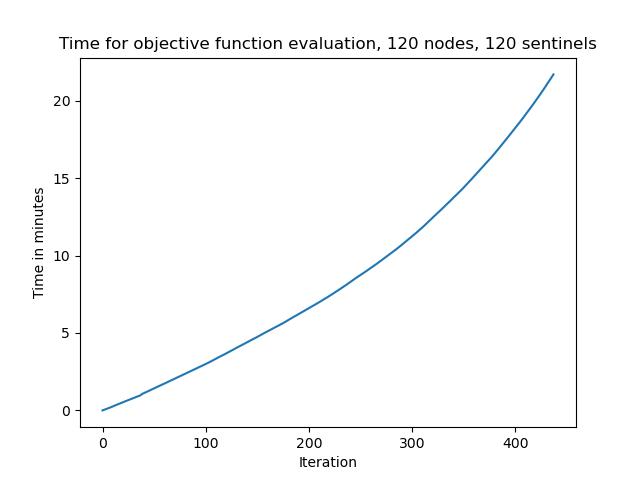 Time for objective function evaluation, 120 nodes, 120 sentinels
20
15
10
5
0
Time in minutes
0 100 200 300 400
Iteration